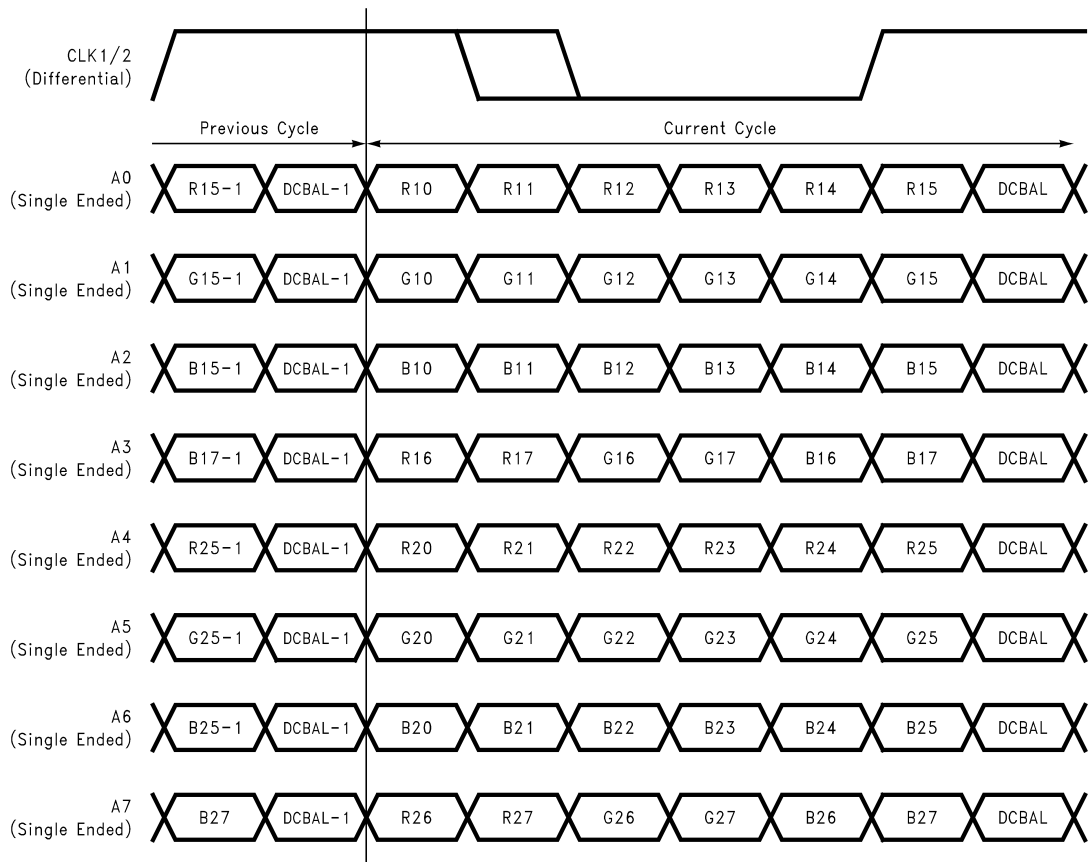 CLK1/2
(Differential)
Previous Cycle Current Cycle
A0
(Single Ended)
R15-1 DCBAL-1 R10 R11 R12 R13 R14 R15 DCBAL
A1
(Single Ended)
G15-1 DCBAL-1 G10 G11 G12 G13 G14 G15 DCBAL
A2
(Single Ended)
B15-1 DCBAL-1 B10 B11 B12 B13 B14 B15 DCBAL
A3
(Single Ended)
B17-1 DCBAL-1 R16 R17 G16 G17 B16 B17 DCBAL
A4
(Single Ended)
R25-1 DCBAL-1 R20 R21 R22 R23 R24 R25 DCBAL
A5
(Single Ended)
G25-1 DCBAL-1 G20 G21 G22 G23 G24 G25 DCBAL
A6
(Single Ended)
B25-1 DCBAL-1 B20 B21 B22 B23 B24 B25 DCBAL
A7
(Single Ended)
B27 DCBAL-1 R26 R27 G26 G27 B26 B27 DCBAL